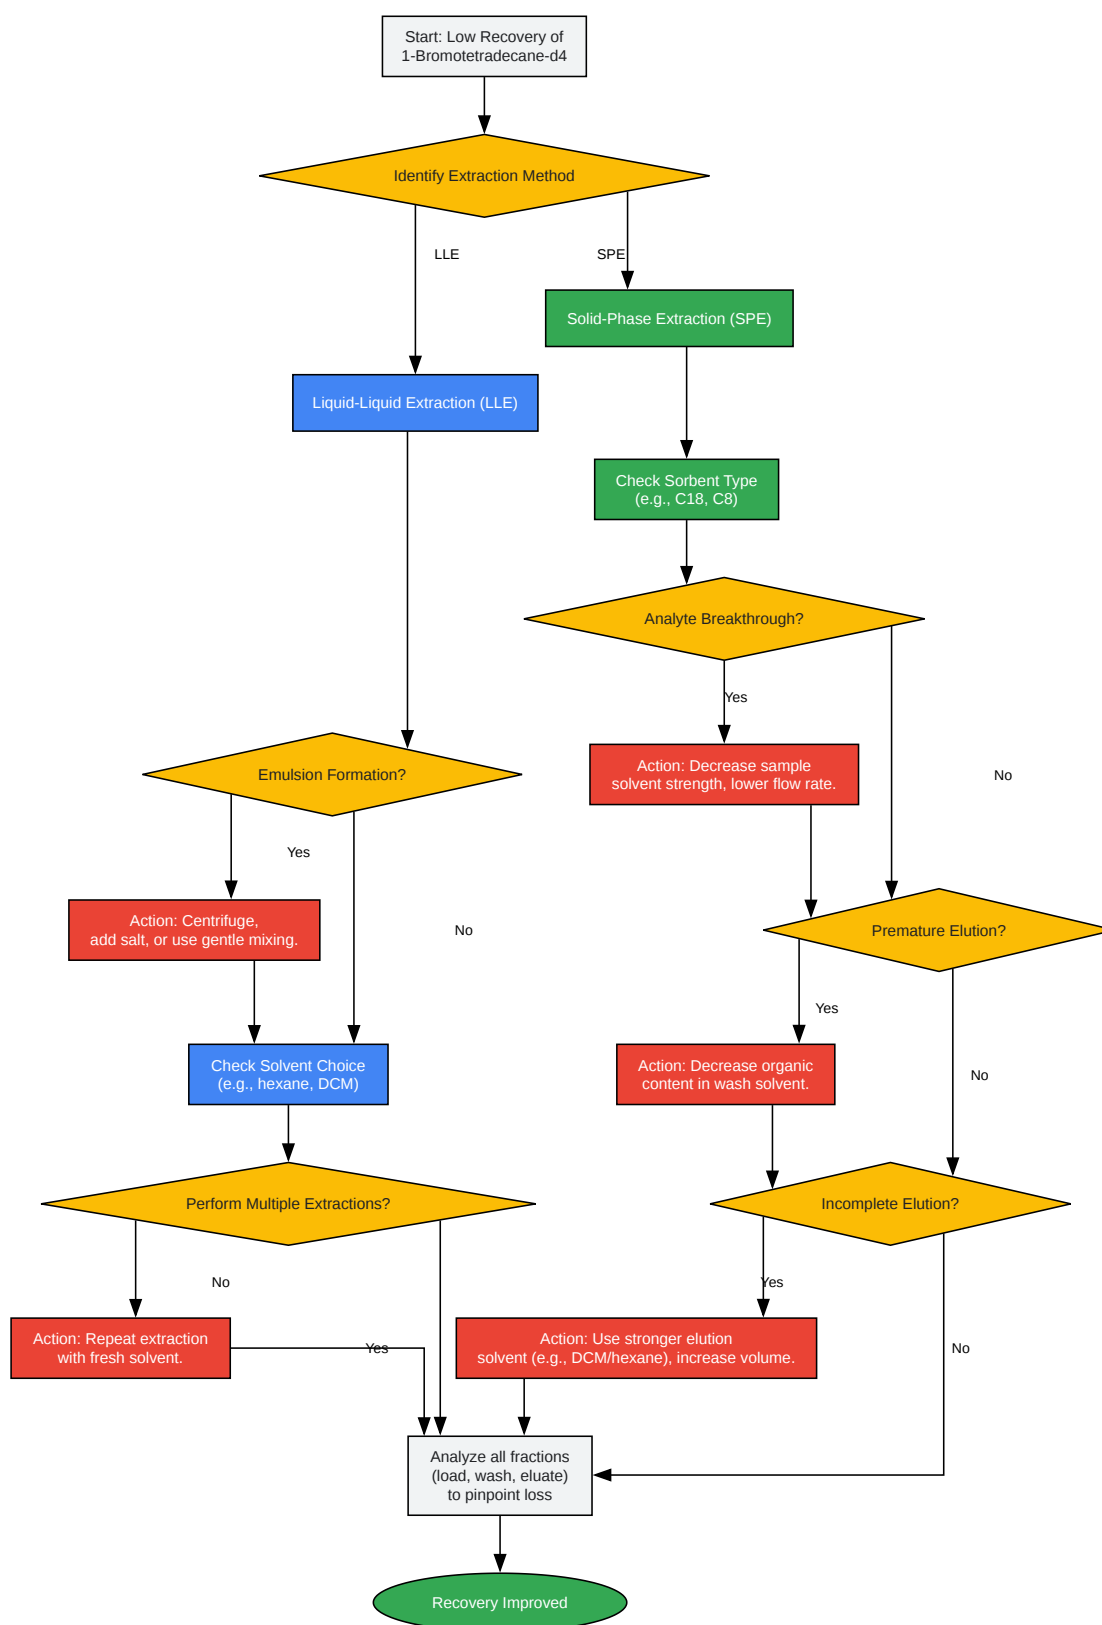 Start: Low Recovery of
1-Bromotetradecane-d4
Identify Extraction Method
LLE
SPE
Solid-Phase Extraction (SPE)
Liquid-Liquid Extraction (LLE)
Check Sorbent Type
(e.g., C18, C8)
Analyte Breakthrough?
Yes
Action: Decrease sample
solvent strength, lower flow rate.
No
Emulsion Formation?
Yes
Action: Centrifuge,
add salt, or use gentle mixing.
No
Premature Elution?
Yes
Check Solvent Choice
(e.g., hexane, DCM)
Action: Decrease organic
content in wash solvent.
No
Perform Multiple Extractions?
Incomplete Elution?
No
Yes
Action: Repeat extraction
with fresh solvent.
Yes
Action: Use stronger elution
solvent (e.g., DCM/hexane), increase volume.
No
Analyze all fractions
(load, wash, eluate)
to pinpoint loss
Recovery Improved